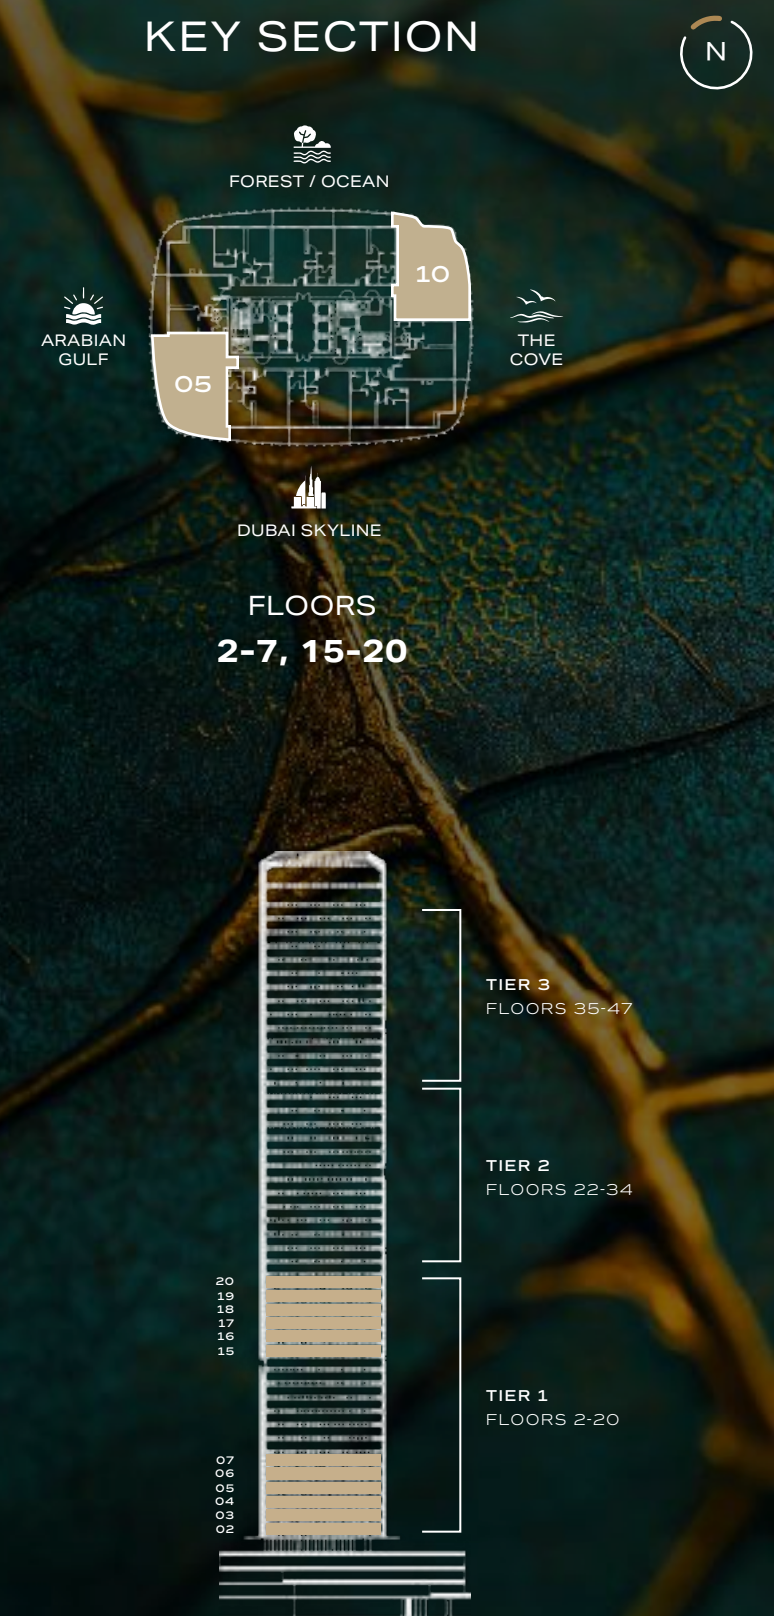 KEY SECTION
N
FOREST / OCEAN
10
ARABIAN
GULF
THE
COVE
05
DUBAI SKYLINE
FLOORS
2-7, 15-20
TIER 3
FLOORS 35-47
TIER 2
FLOORS 22-34
20
19
18
17
16
15
TIER 1
FLOORS 2-20
07
06
05
04
03
02